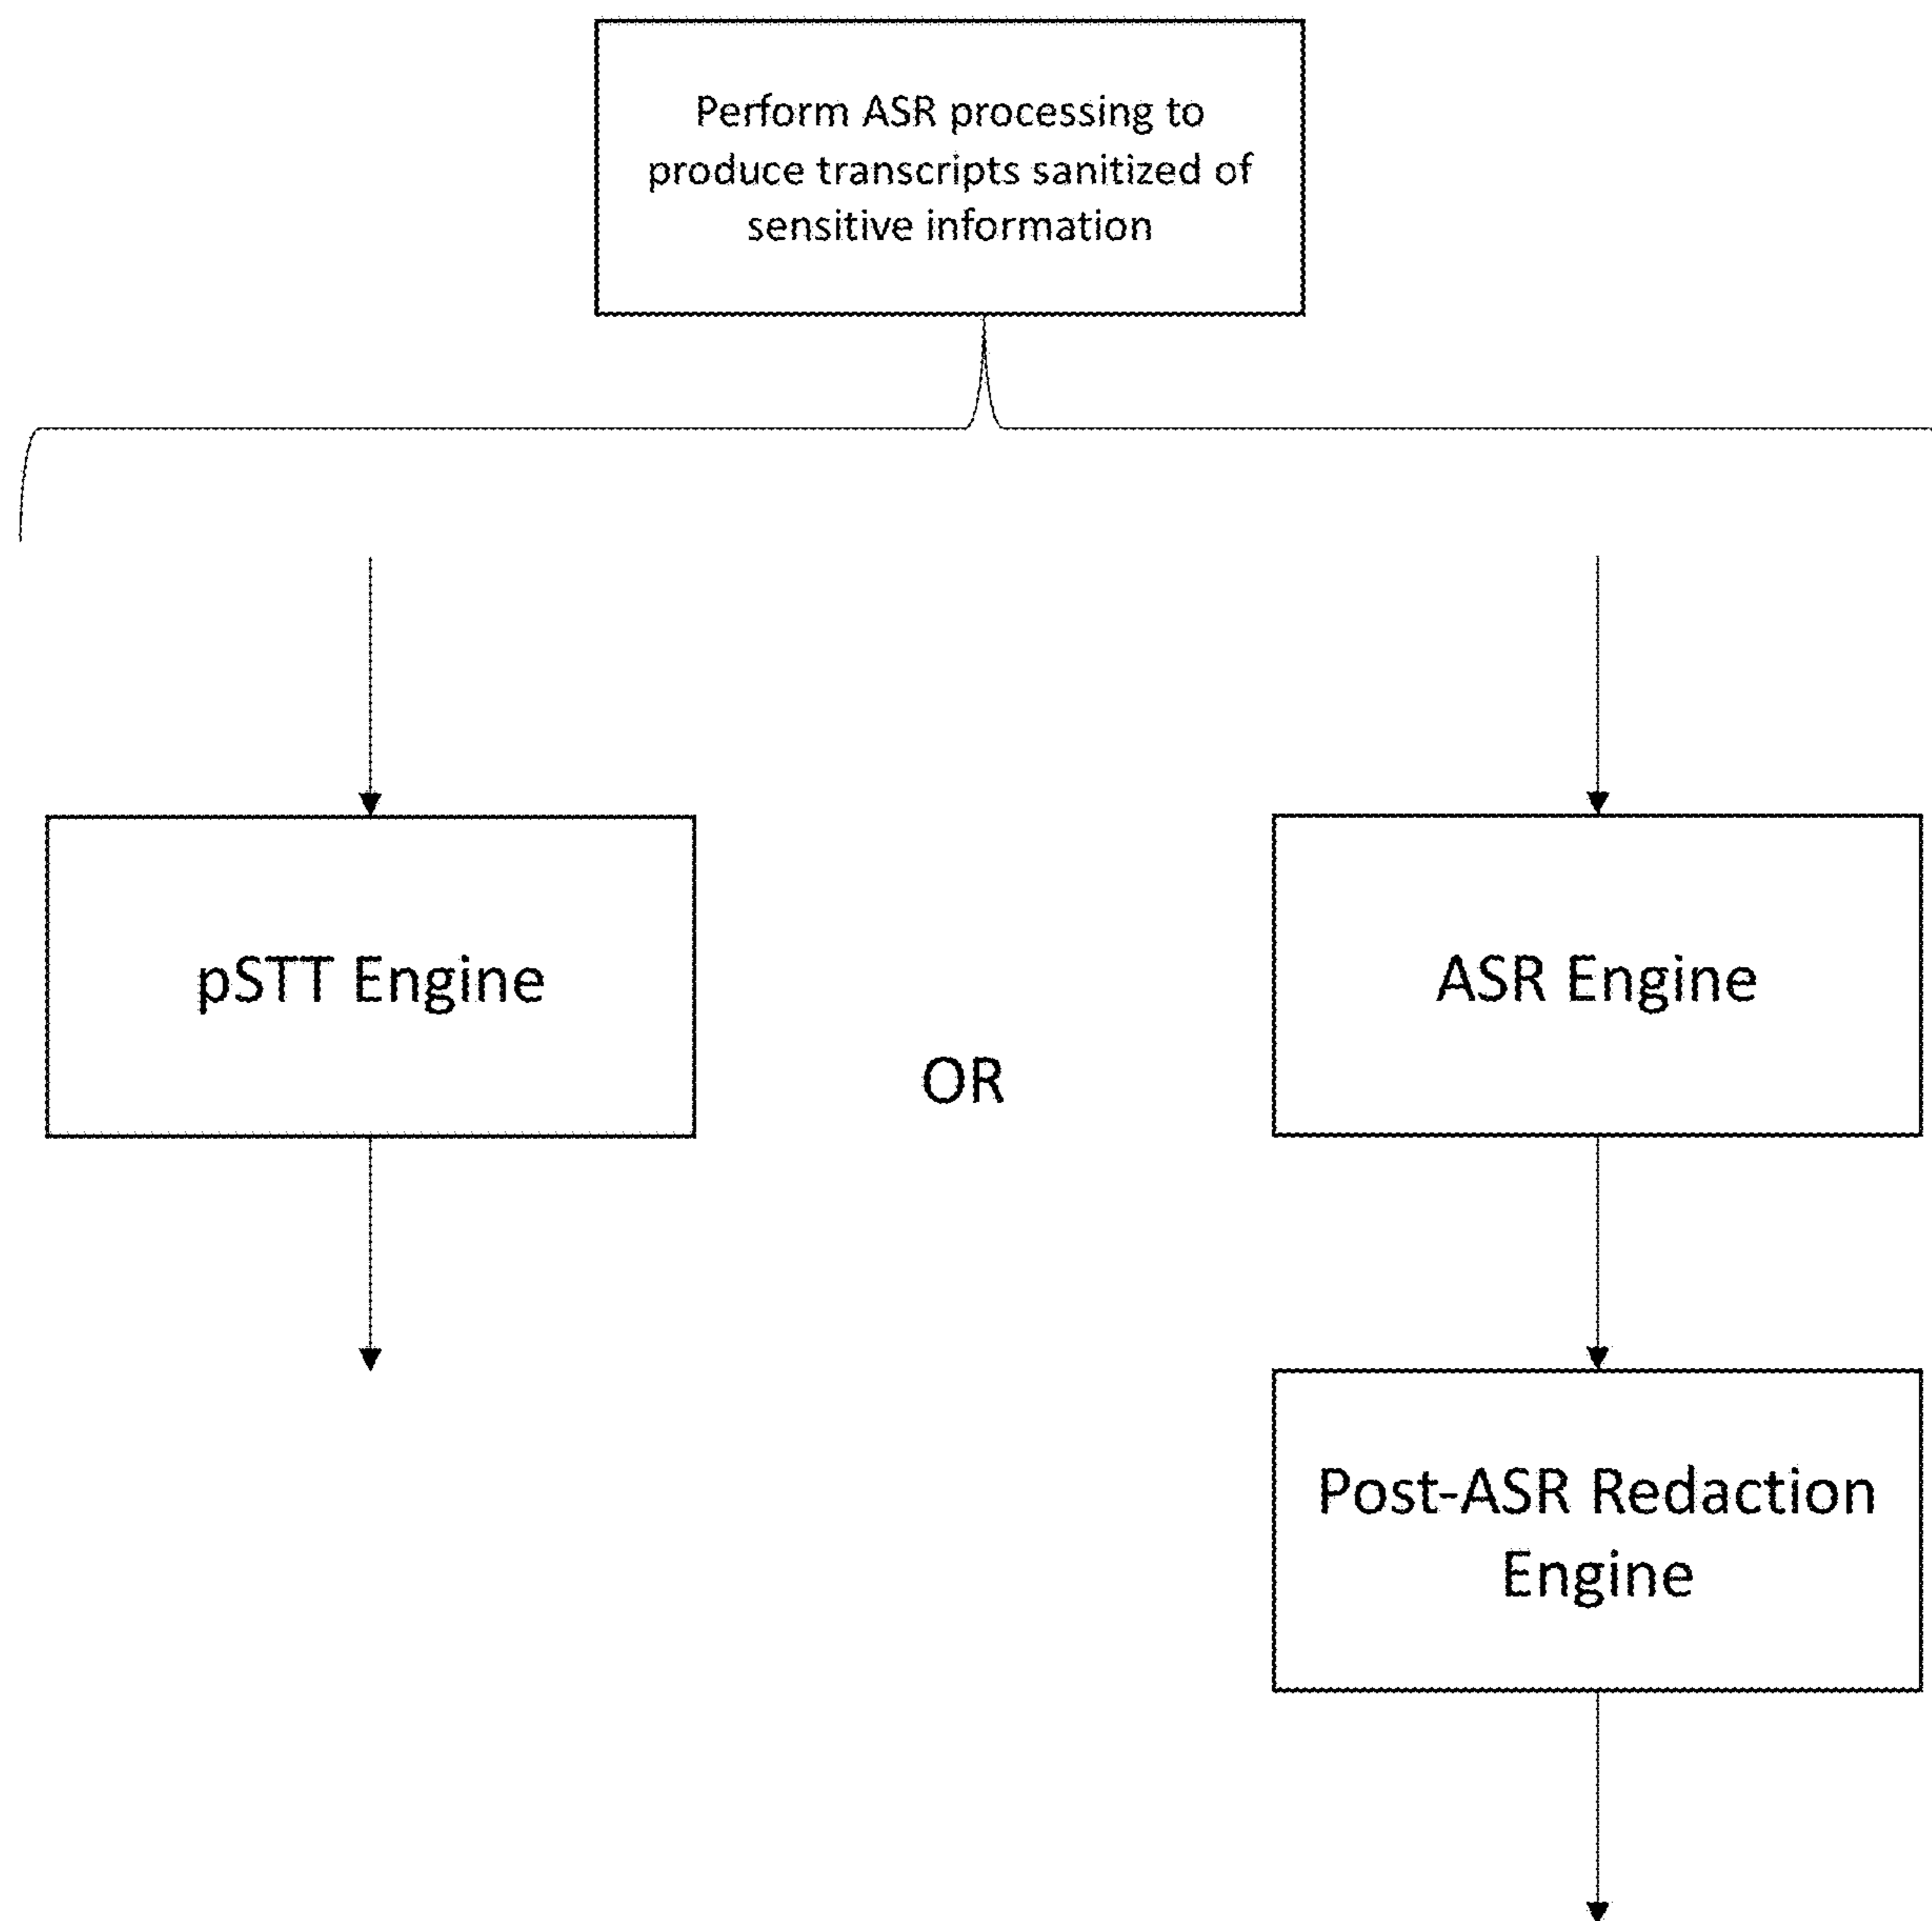 Perform ASR processing to
produce transcripts sanitized of
sensitive information
pSTT Engine
OR
ASR Engine
Post-ASR Redaction
Engine